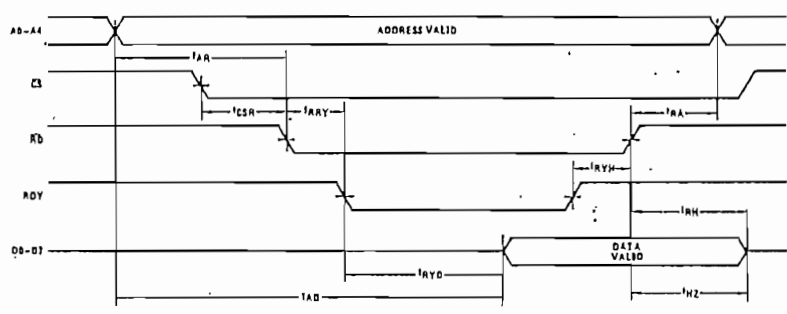 A0-A4
ADDRESS VALID
tAR
CS
tCSR
tRRY
tRA
RD
tRYH
RDY
tRH
D0-D7
DATA
VALID
tRYD
tHZ
TAD